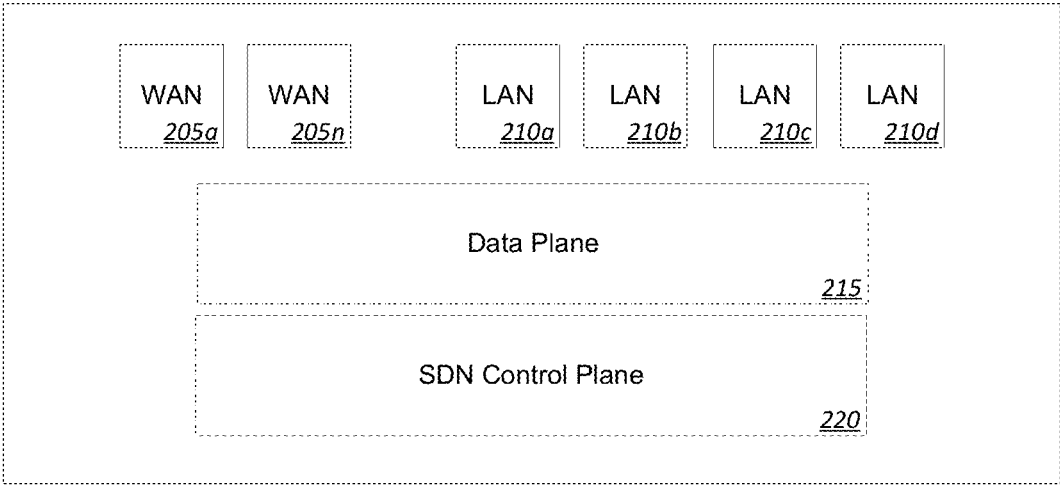 WAN WAN LAN LAN LAN LAN
205a 205n 210a 210b 210c 210d
Data Plane
215
SDN Control Plane
220